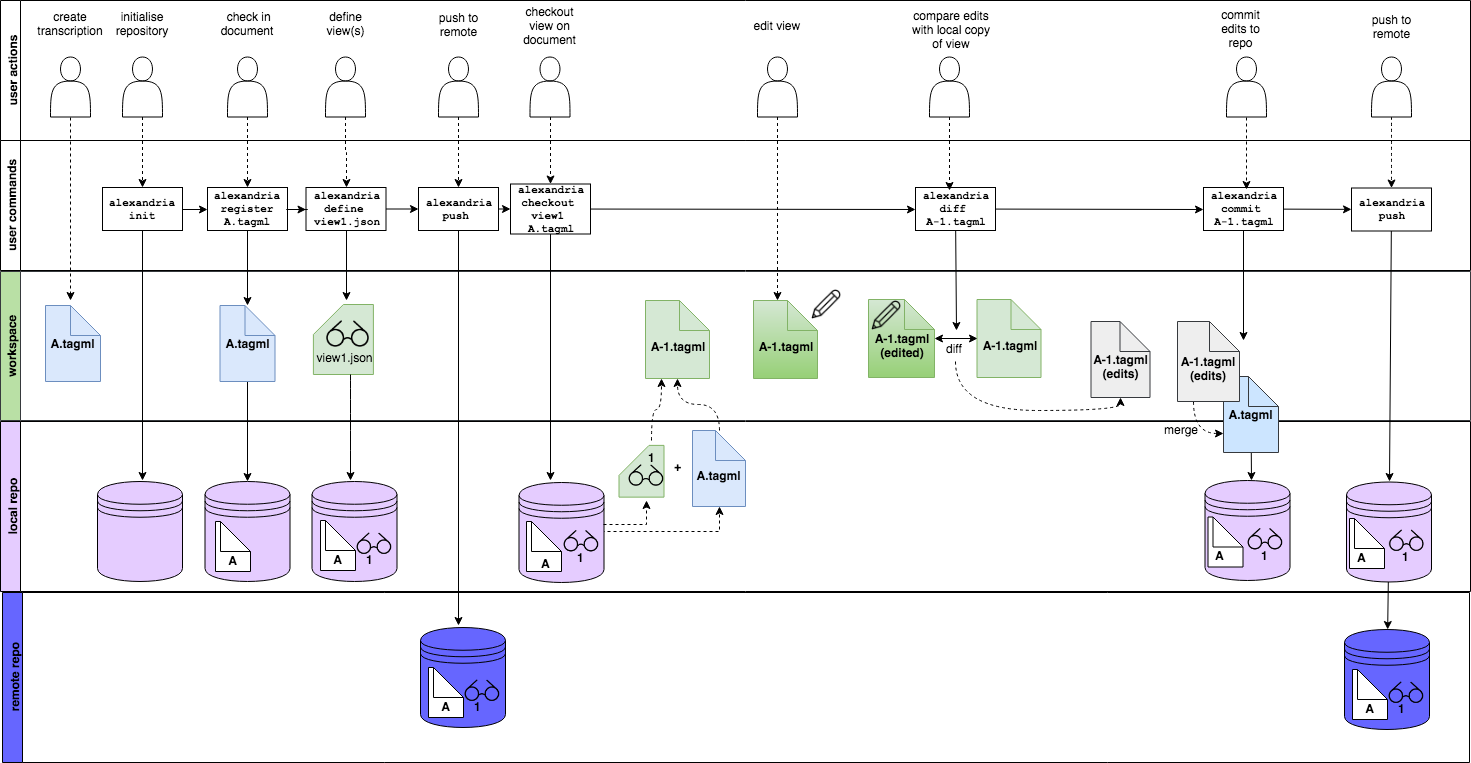 user actions
create
transcription
initialise
repository
check in
document
define
view(s)
push to
remote
checkout
view on
document
edit view
compare edits
with local copy
of view
commit
edits to
repo
push to
remote
user commands
alexandria
init
alexandria
register
A.tagml
alexandria
define
view1.json
alexandria
push
alexandria
checkout
view1
A.tagml
alexandria
diff
A-1.tagml
alexandria
commit
A-1.tagml
alexandria
push
workspace
A.tagml
A.tagml
view1.json
A-1.tagml
A-1.tagml
A-1.tagml
(edited)
diff
A-1.tagml
A-1.tagml
(edits)
A-1.tagml
(edits)
A.tagml
merge
local repo
A
A
1
A
1
1
+
A.tagml
A
1
A
1
remote repo
A
1
A
1